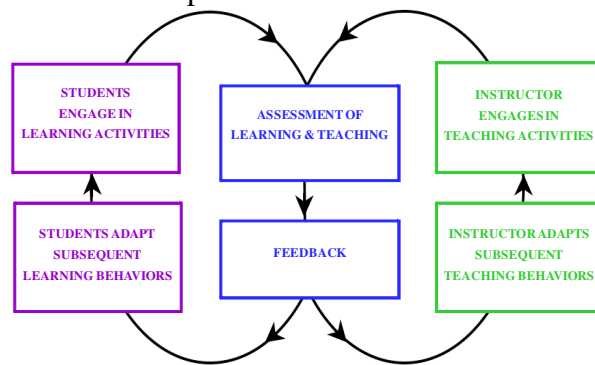 STUDENTS
ENGAGE IN
LEARNING ACTIVITIES
ASSESSMENT OF
LEARNING & TEACHING
INSTRUCTOR
ENGAGES IN
TEACHING ACTIVITIES
STUDENTS ADAPT
SUBSEQUENT
LEARNING BEHAVIORS
FEEDBACK
INSTRUCTOR ADAPTS
SUBSEQUENT
TEACHING BEHAVIORS